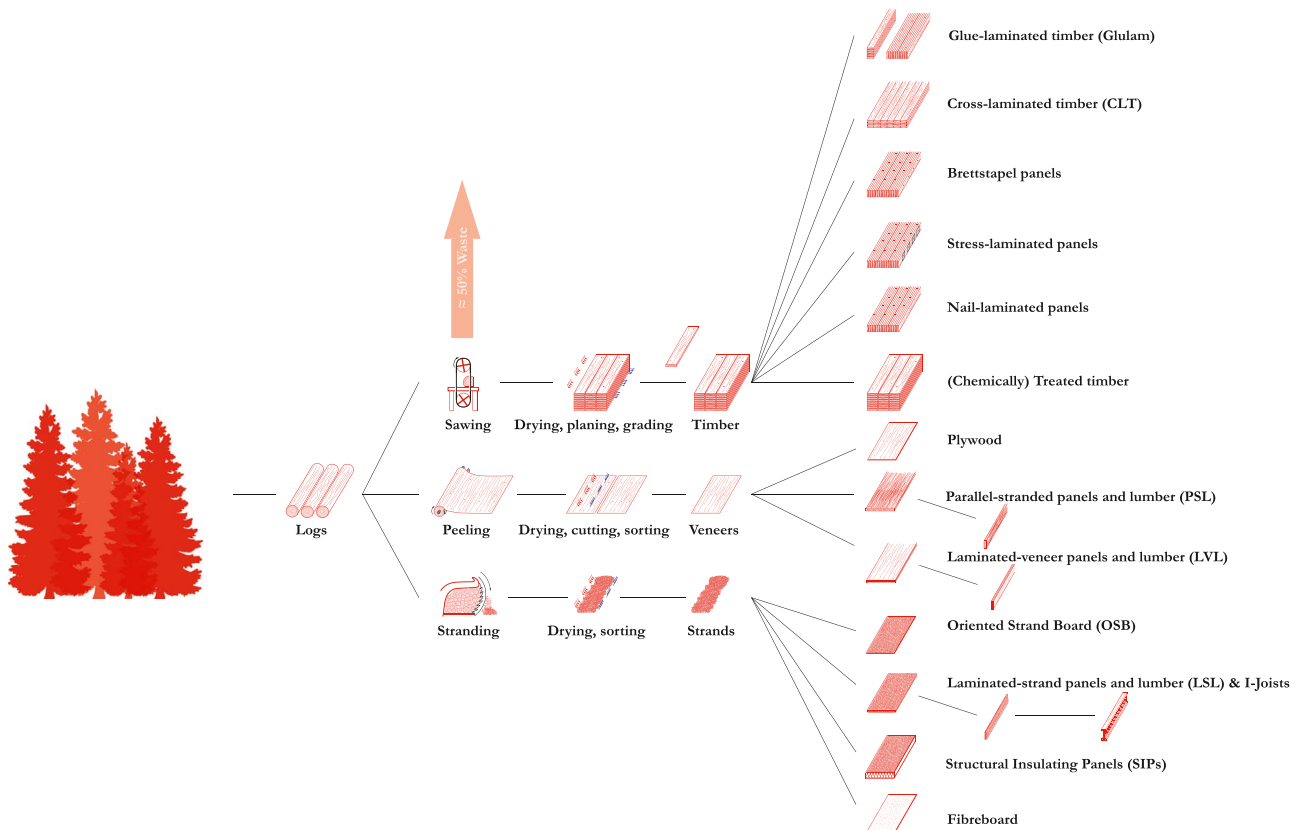 Glue-laminated timber (Glulam)
Cross-laminated timber (CLT)
Brettstapel panels
Stress-laminated panels
≈ 50% Waste
Nail-laminated panels
(Chemically) Treated timber
Sawing
Drying, planing, grading
Timber
Plywood
Parallel-stranded panels and lumber (PSL)
Logs
Peeling
Drying, cutting, sorting
Veneers
Laminated-veneer panels and lumber (LVL)
Oriented Strand Board (OSB)
Stranding
Drying, sorting
Strands
Laminated-strand panels and lumber (LSL) & I-Joists
Structural Insulating Panels (SIPs)
Fibreboard